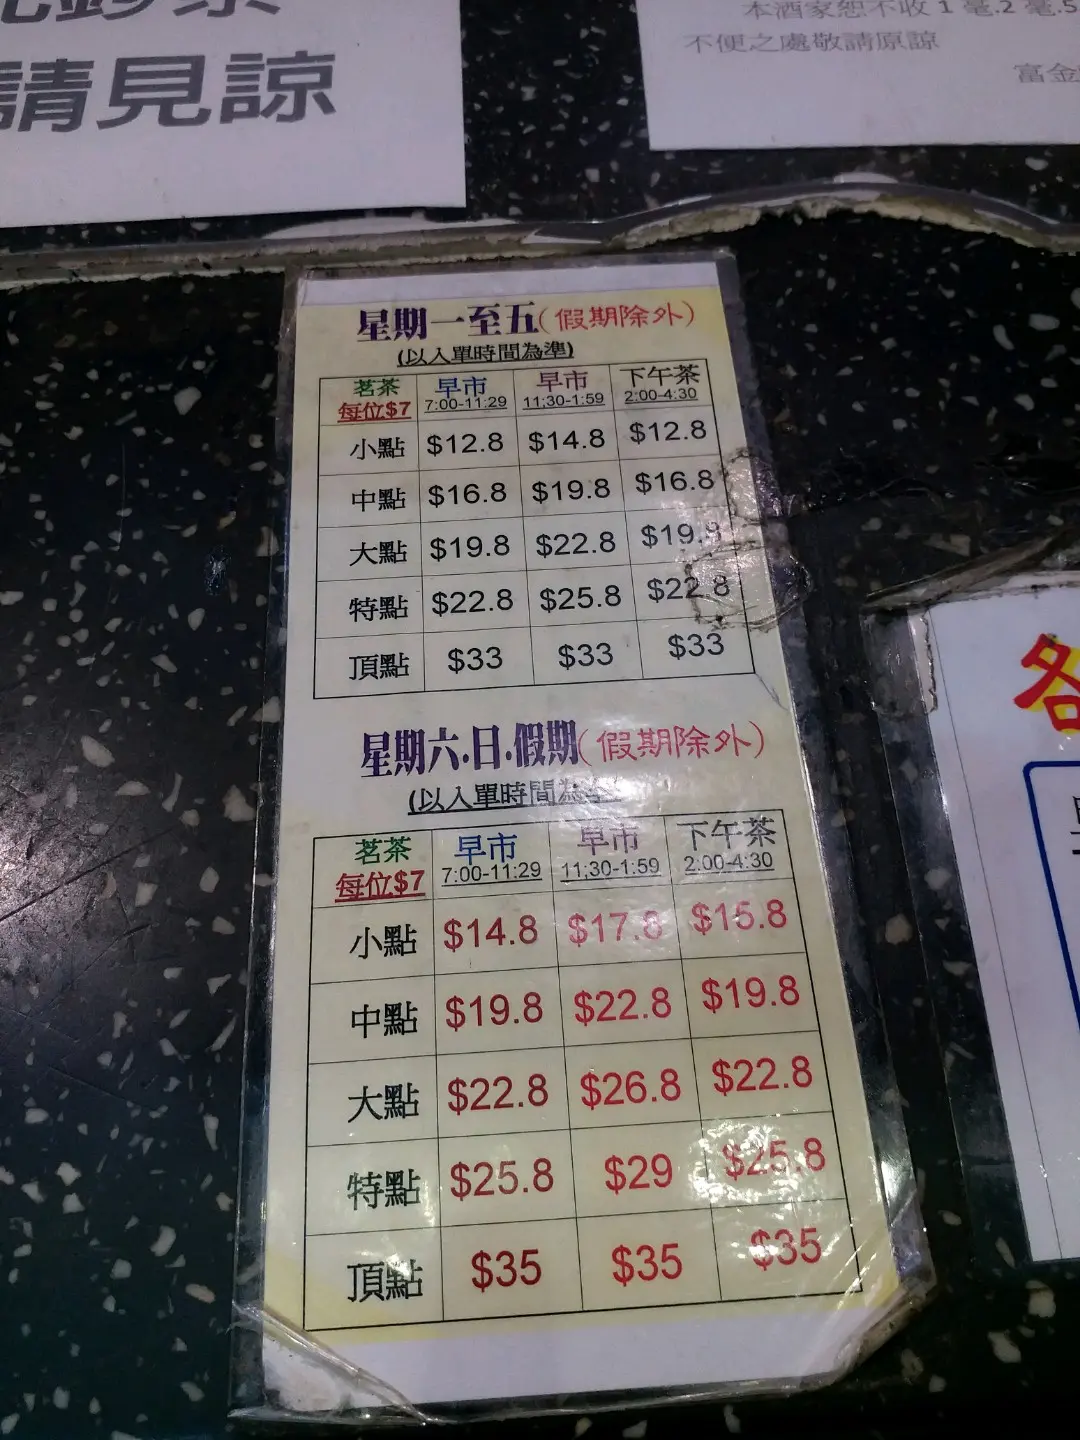 請見諒
本酒家恕不收1毫.2毫.5
不便之處敬請原諒
富金
星期一至五(假期除外)
(以入單時間為準)
茗茶 每位$7 早市 7:00-11:29 早市 11;30-1:59 下午茶 2:00-4:30
小點 $12.8 $14.8 $12.8
中點 $16.8 $19.8 $16.8
大點 $19.8 $22.8 $19.8
特點 $22.8 $25.8 $22.8
頂點 $33 $33 $33
星期六.日.假期(假期除外)
(以入單時間為準)
茗茶 每位$7 早市 7:00-11:29 早市 11;30-1:59 下午茶 2:00-4:30
小點 $14.8 $17.8 $15.8
中點 $19.8 $22.8 $19.8
大點 $22.8 $26.8 $22.8
特點 $25.8 $29 $25.8
頂點 $35 $35 $35
各